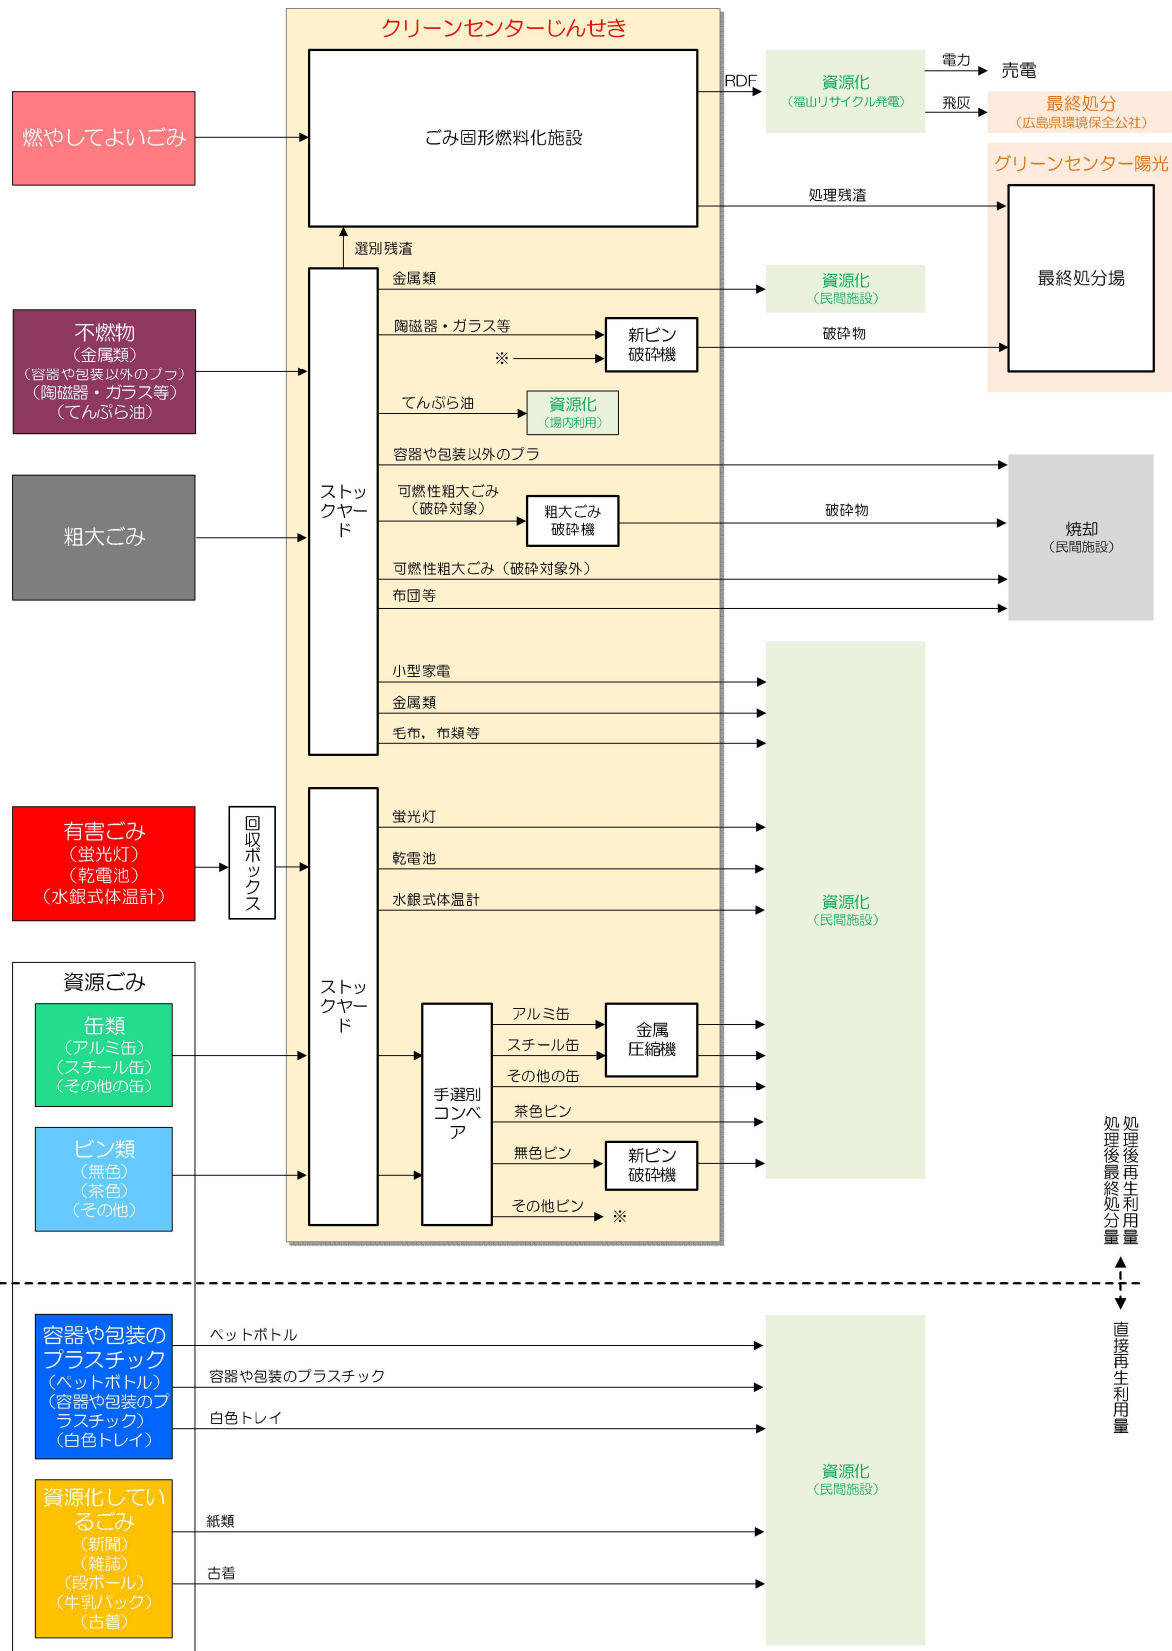 クリーンセンターじんせき
燃やしてよいごみ
ごみ固形燃料化施設
RDF
資源化
（福山リサイクル発電）
電力
売電
飛灰
最終処分
（広島県環境保全公社）
グリーンセンター陽光
処理残渣
最終処分場
選別残渣
不燃物
（金属類）
（容器や包装以外のプラ）
（陶磁器・ガラス等）
（てんぷら油）
粗大ごみ
ストッ
クヤー
ド
金属類
資源化
（民間施設）
陶磁器・ガラス等
※
新ビン
破砕機
破砕物
てんぷら油
資源化
（場内利用）
容器や包装以外のプラ
可燃性粗大ごみ
（破砕対象）
粗大ごみ
破砕機
破砕物
焼却
（民間施設）
可燃性粗大ごみ（破砕対象外）
布団等
小型家電
金属類
毛布，布類等
有害ごみ
（蛍光灯）
（乾電池）
（水銀式体温計）
回収ボックス
ストッ
クヤー
ド
蛍光灯
乾電池
水銀式体温計
資源化
（民間施設）
資源ごみ
缶類
（アルミ缶）
（スチール缶）
（その他の缶）
ビン類
（無色）
（茶色）
（その他）
手選別
コンベ
ア
アルミ缶
スチール缶
金属
圧縮機
その他の缶
茶色ビン
無色ビン
新ビン
破砕機
その他ビン
※
処理後再生利用量
処理後最終処分量
直接再生利用量
容器や包装の
プラスチック
（ペットボトル）
（容器や包装のプ
ラスチック）
（白色トレイ）
ペットボトル
容器や包装のプラスチック
白色トレイ
資源化
（民間施設）
資源化してい
るごみ
（新聞）
（雑誌）
（段ボール）
（牛乳パック）
（古着）
紙類
古着